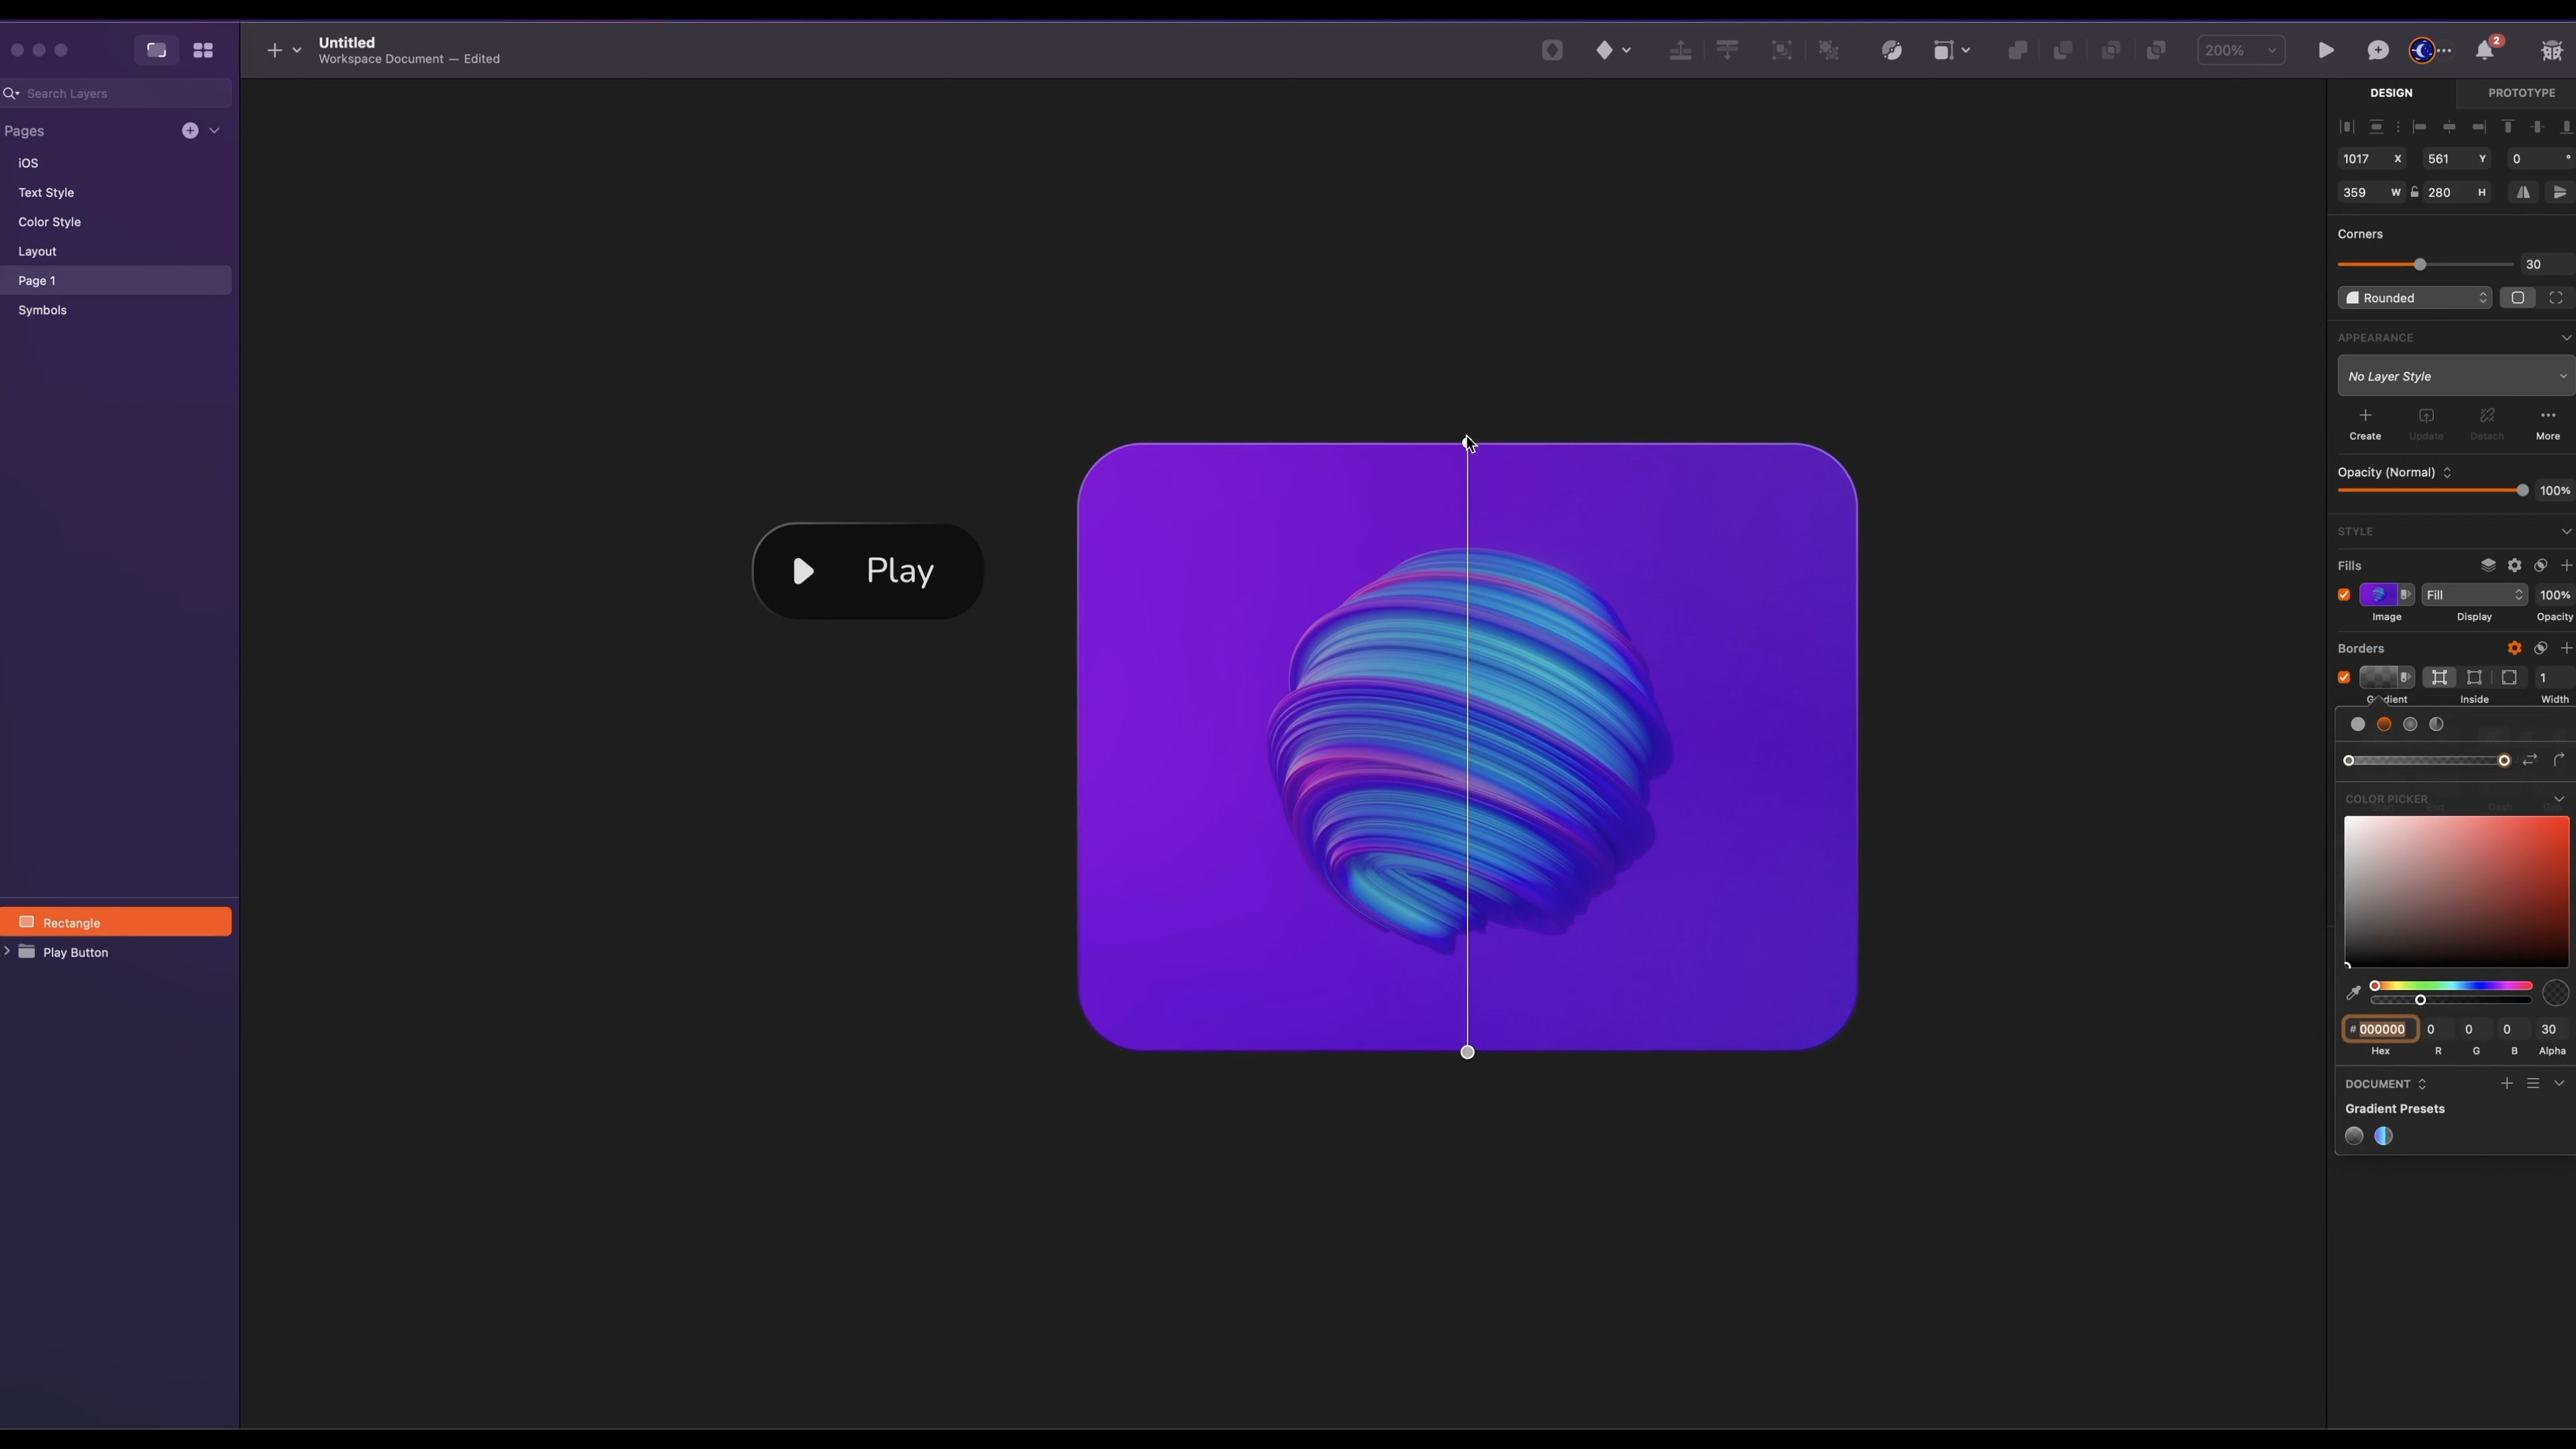 Untitled
Workspace Document — Edited
200%
2
Search Layers
Pages
iOS
Text Style
Color Style
Layout
Page 1
Symbols
Rectangle
Play Button
Play
DESIGN PROTOTYPE
1017 X 561 Y 0 °
359 W 280 H
Corners
30
Rounded
APPEARANCE
No Layer Style
Create Update Detach More
Opacity (Normal)
100%
STYLE
Fills
Fill 100%
Image Display Opacity
Borders
1
Gradient Inside Width
COLOR PICKER
# 000000 0 0 0 30
Hex R G B Alpha
DOCUMENT
Gradient Presets